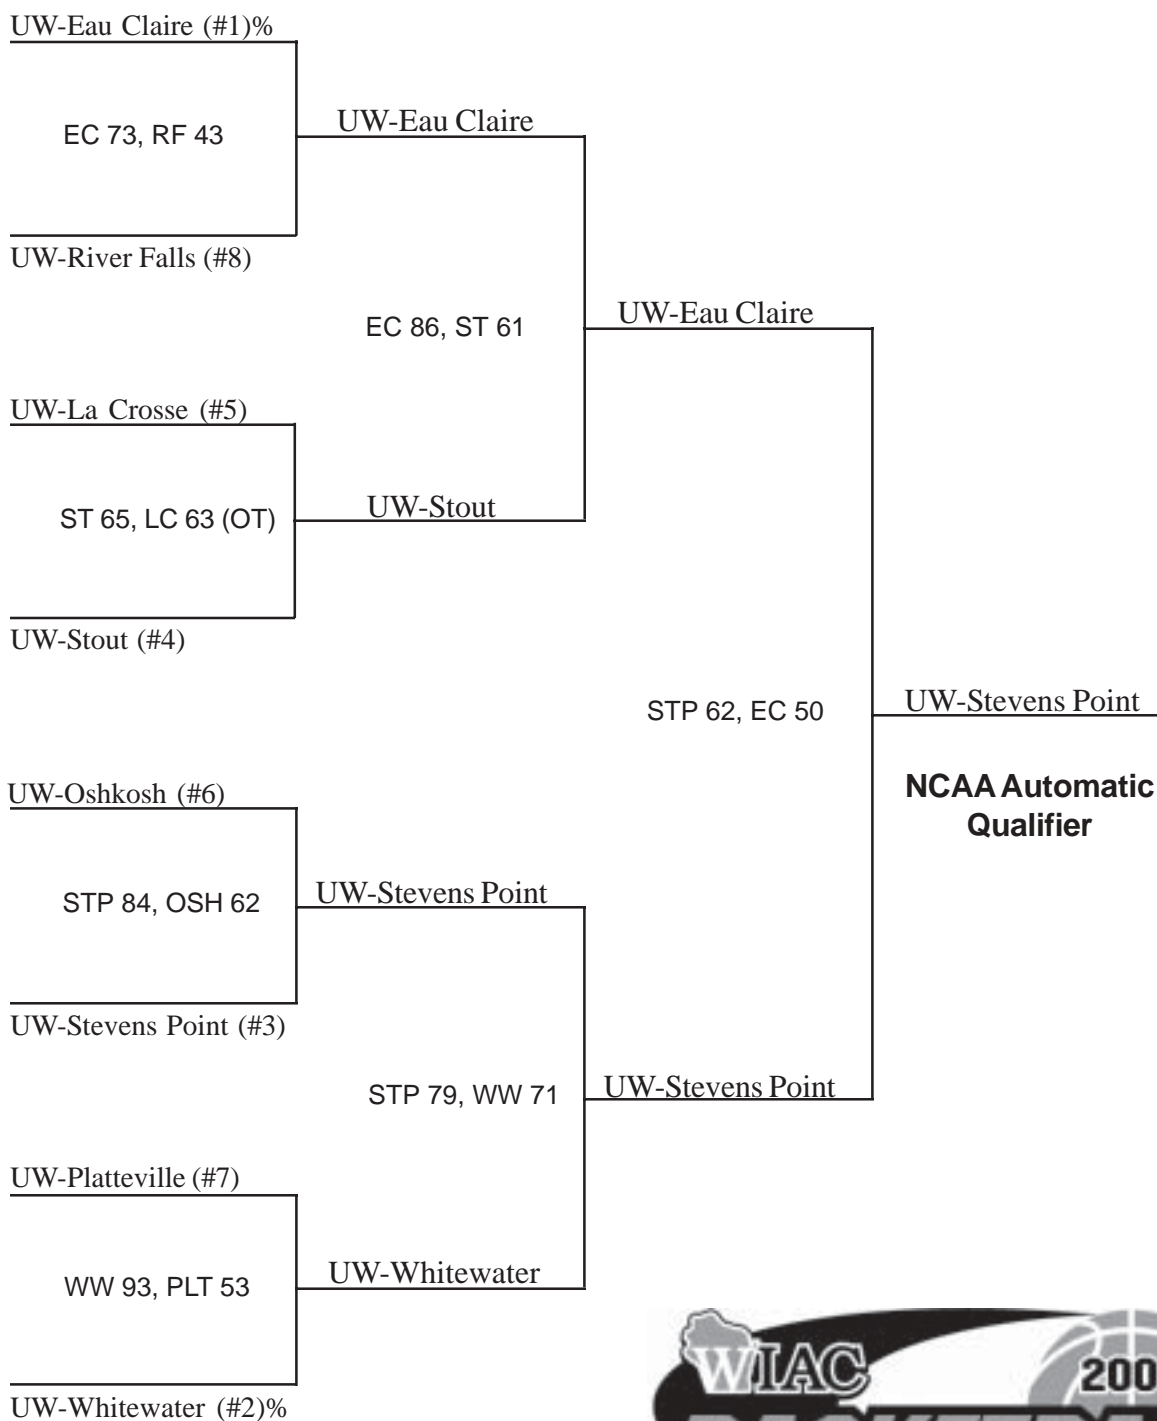 UW-Eau Claire (#1)%
EC 73, RF 43
UW-Eau Claire
UW-River Falls (#8)
EC 86, ST 61
UW-Eau Claire
UW-La Crosse (#5)
ST 65, LC 63 (OT)
UW-Stout
UW-Stout (#4)
STP 62, EC 50
UW-Stevens Point
NCAA Automatic
Qualifier
UW-Oshkosh (#6)
STP 84, OSH 62
UW-Stevens Point
UW-Stevens Point (#3)
STP 79, WW 71
UW-Stevens Point
UW-Platteville (#7)
WW 93, PLT 53
UW-Whitewater
UW-Whitewater (#2)%
WIAC
200